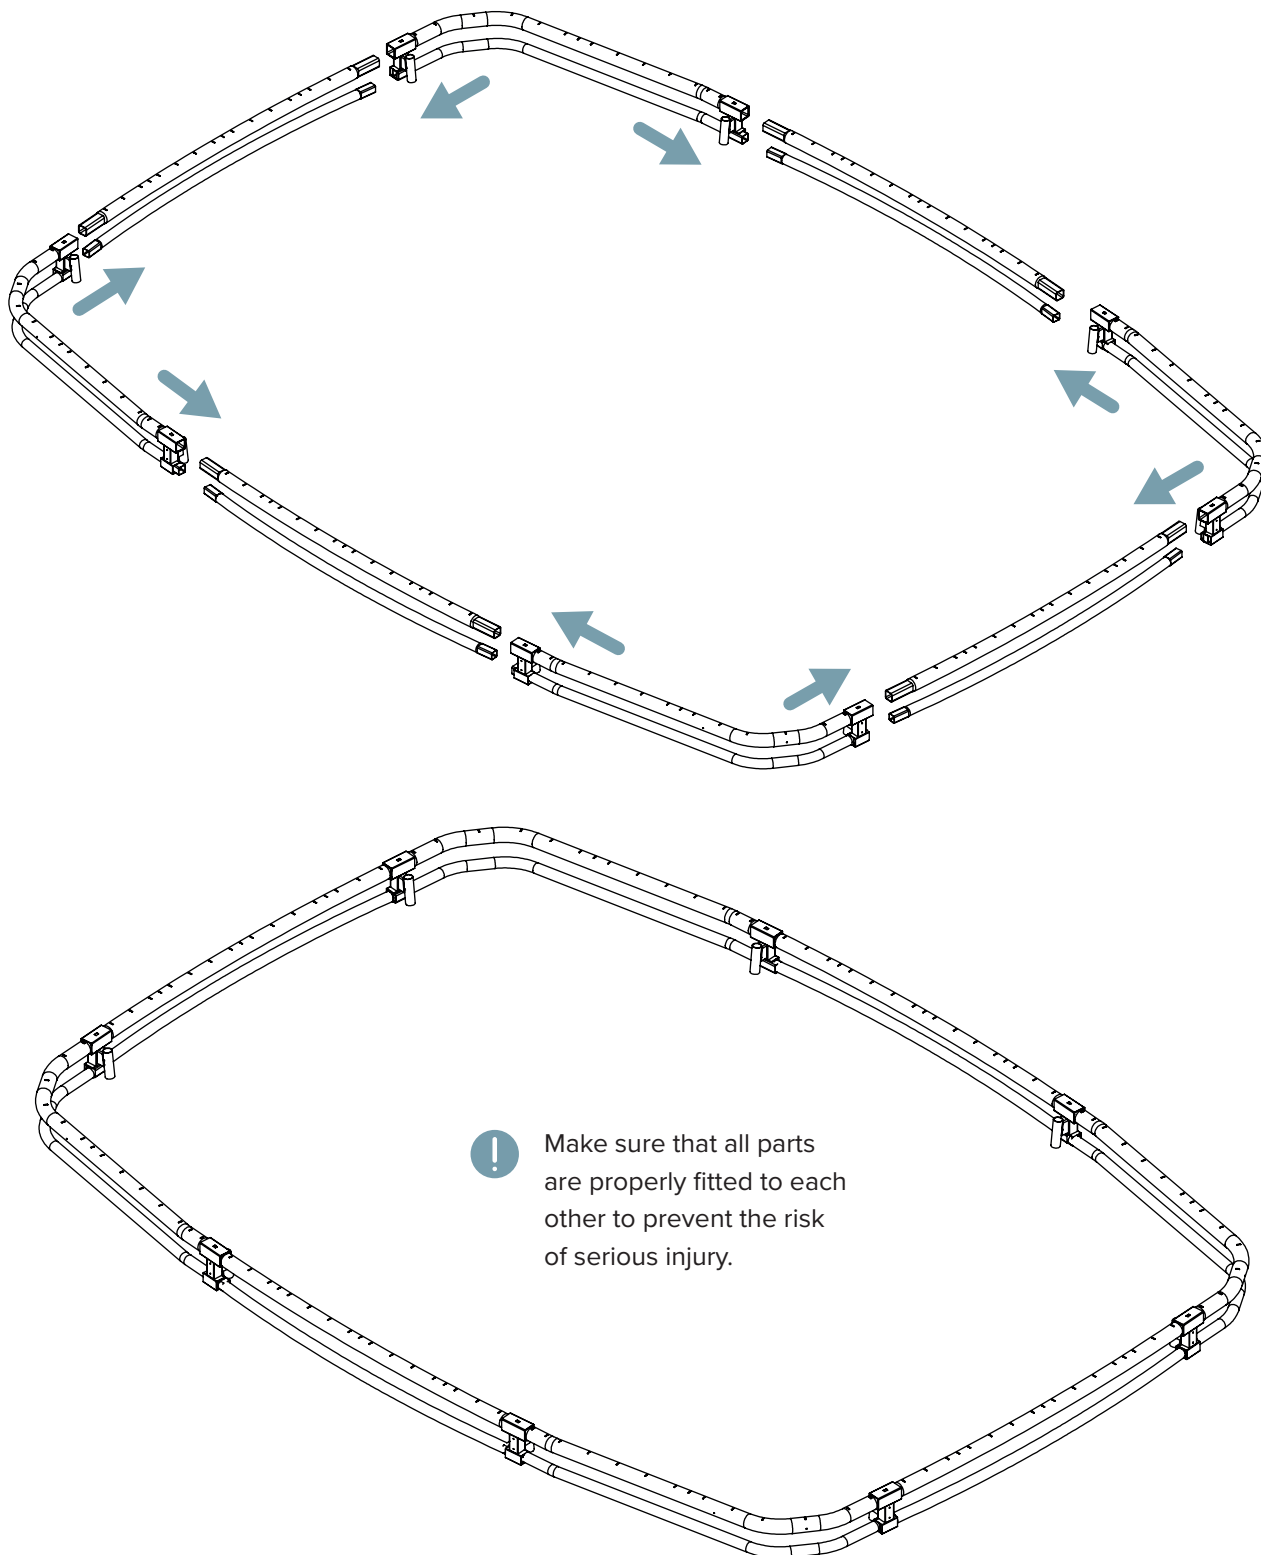 Make sure that all parts
are properly fitted to each
other to prevent the risk
of serious injury.